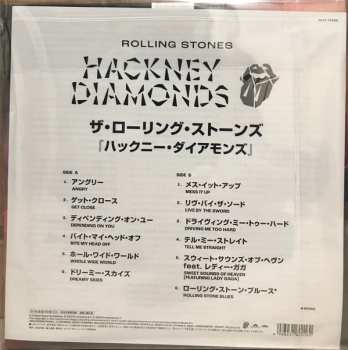 ROLLING STONES
HACKNEY
DIAMONDS
ザ・ローリング・ストーンズ
『ハックニー・ダイアモンズ』
SIDE A
1. アングリー
ANGRY
2. ゲット・クロース
GET CLOSE
3. ディペンディング・オン・ユー
DEPENDING ON YOU
4. バイト・マイ・ヘッド・オフ
BITE MY HEAD OFF
5. ホール・ワイド・ワールド
WHOLE WIDE WORLD
6. ドリーミー・スカイズ
DREAMY SKIES
SIDE B
1. メス・イット・アップ
MESS IT UP
2. リヴ・バイ・ザ・ソード
LIVE BY THE SWORD
3. ドライヴィング・ミー・トゥー・ハード
DRIVING ME TOO HARD
4. テル・ミー・ストレイト
TELL ME STRAIGHT
5. スウィート・サウンズ・オブ・ヘヴン
feat. レディー・ガガ
SWEET SOUNDS OF HEAVEN
(FEATURING LADY GAGA)
6. ローリング・ストーン・ブルース*
ROLLING STONE BLUES